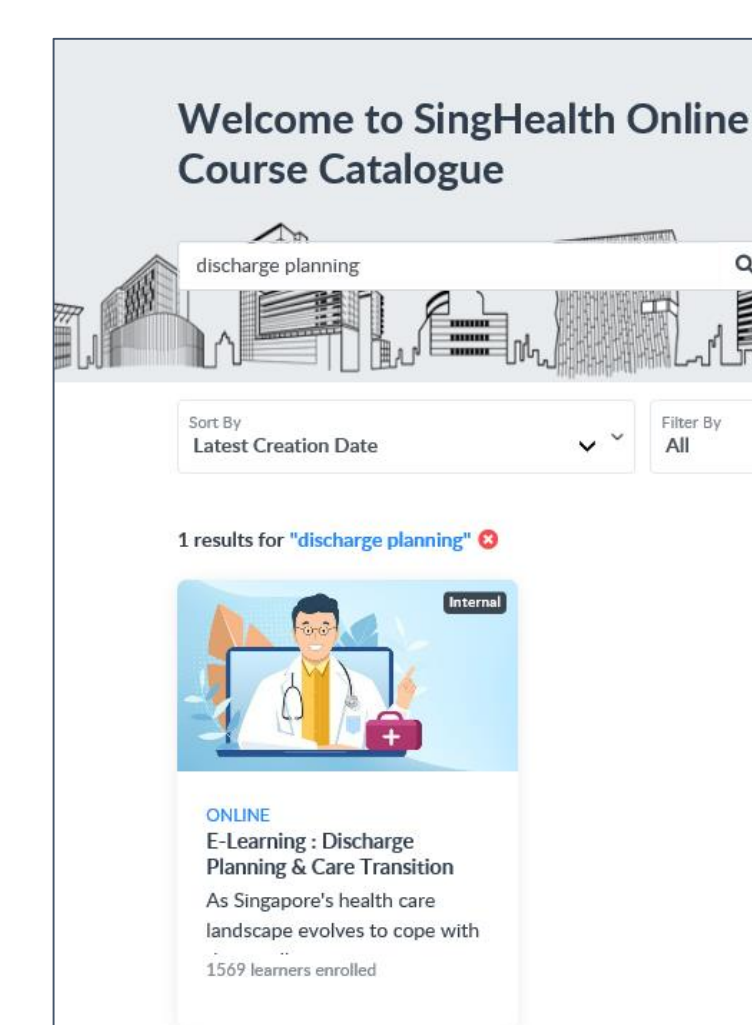 Welcome to SingHealth Online
Course Catalogue
discharge planning
Sort By
Latest Creation Date
Filter By
All
1 results for "discharge planning"
Internal
ONLINE
E-Learning : Discharge
Planning & Care Transition
As Singapore's health care
landscape evolves to cope with
1569 learners enrolled